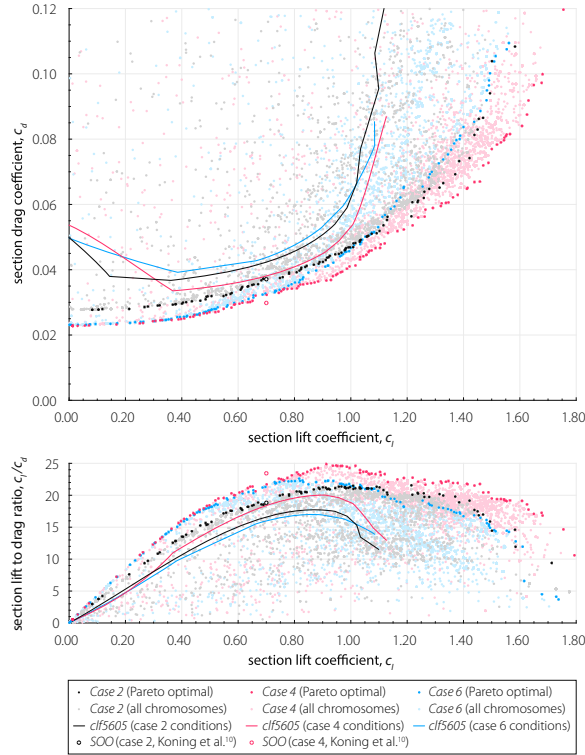 0.12
0.10
0.08
0.06
0.04
0.02
0.00
section drag coefficient, c_d
0.00 0.20 0.40 0.60 0.80 1.00 1.20 1.40 1.60 1.80
section lift coefficient, c_l
25
20
15
10
5
0
section lift to drag ratio, c_l/c_d
0.00 0.20 0.40 0.60 0.80 1.00 1.20 1.40 1.60 1.80
section lift coefficient, c_l
Case 2 (Pareto optimal) Case 4 (Pareto optimal) Case 6 (Pareto optimal)
Case 2 (all chromosomes) Case 4 (all chromosomes) Case 6 (all chromosomes)
clf5605 (case 2 conditions) clf5605 (case 4 conditions) clf5605 (case 6 conditions)
SOO (case 2, Koning et al.¹⁰) SOO (case 4, Koning et al.¹⁰)